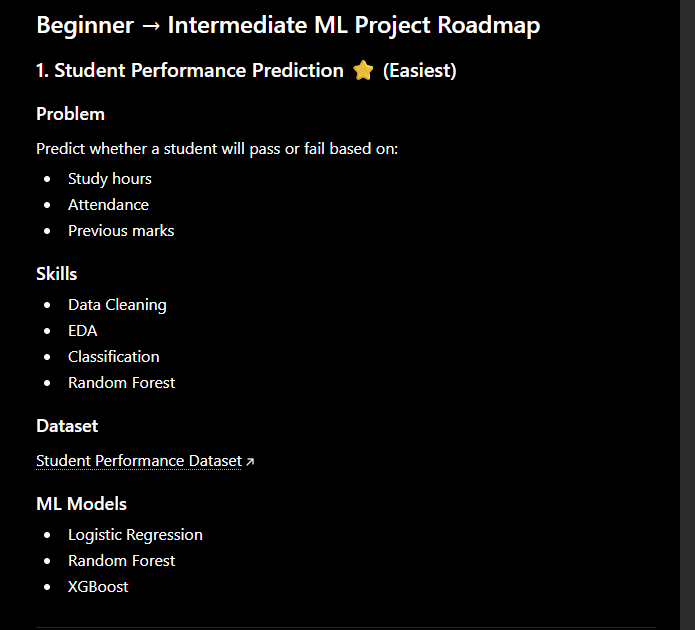 Beginner → Intermediate ML Project Roadmap
1. Student Performance Prediction ⭐ (Easiest)
Problem
Predict whether a student will pass or fail based on:
• Study hours
• Attendance
• Previous marks
Skills
• Data Cleaning
• EDA
• Classification
• Random Forest
Dataset
Student Performance Dataset ↗
ML Models
• Logistic Regression
• Random Forest
• XGBoost